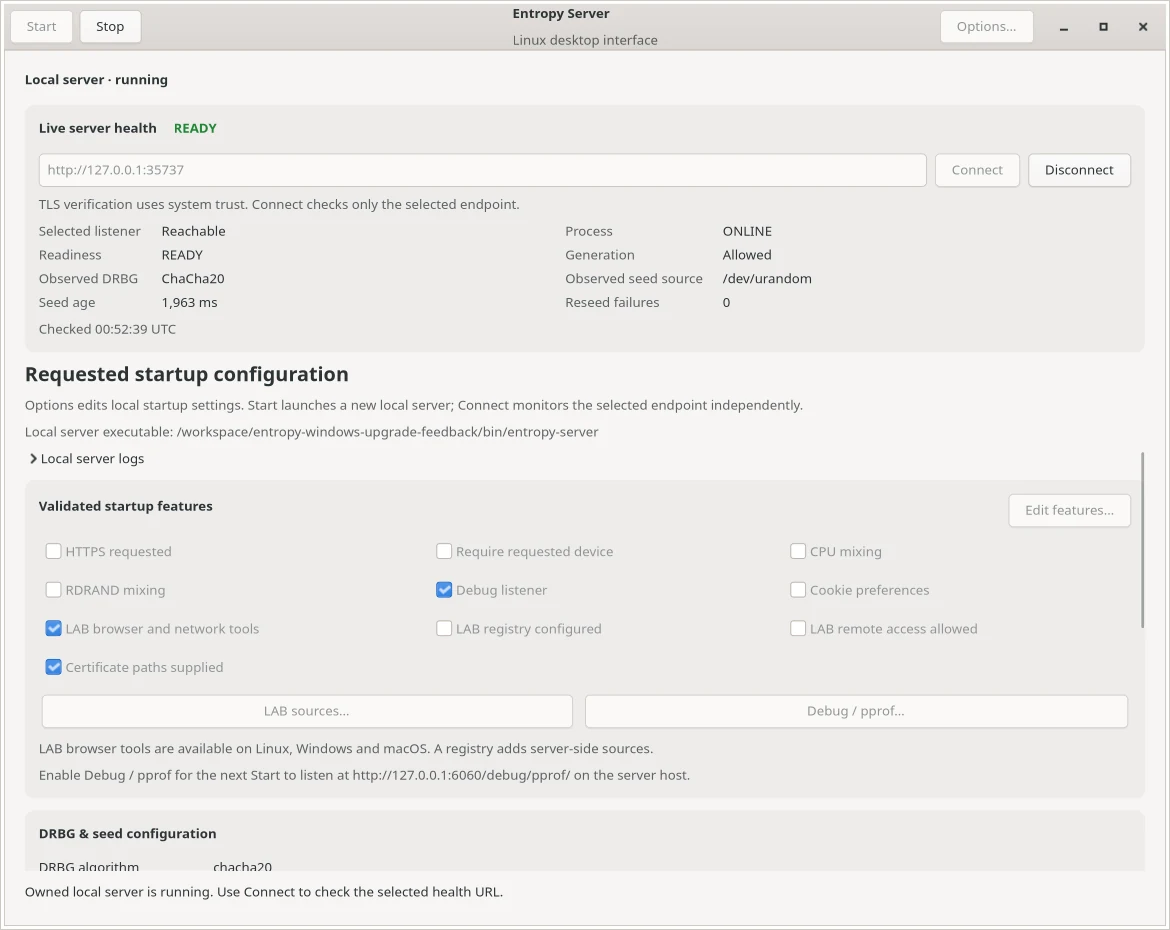 Start
Stop
Entropy Server
Linux desktop interface
Options...
Local server · running
Live server health READY
http://127.0.0.1:35737
Connect
Disconnect
TLS verification uses system trust. Connect checks only the selected endpoint.
Selected listener Reachable Process ONLINE
Readiness READY Generation Allowed
Observed DRBG ChaCha20 Observed seed source /dev/urandom
Seed age 1,963 ms Reseed failures 0
Checked 00:52:39 UTC
Requested startup configuration
Options edits local startup settings. Start launches a new local server; Connect monitors the selected endpoint independently.
Local server executable: /workspace/entropy-windows-upgrade-feedback/bin/entropy-server
Local server logs
Validated startup features
Edit features...
HTTPS requested Require requested device CPU mixing
RDRAND mixing Debug listener Cookie preferences
LAB browser and network tools LAB registry configured LAB remote access allowed
Certificate paths supplied
LAB sources... Debug / pprof...
LAB browser tools are available on Linux, Windows and macOS. A registry adds server-side sources.
Enable Debug / pprof for the next Start to listen at http://127.0.0.1:6060/debug/pprof/ on the server host.
DRBG & seed configuration
DRBG algorithm chacha20
Owned local server is running. Use Connect to check the selected health URL.